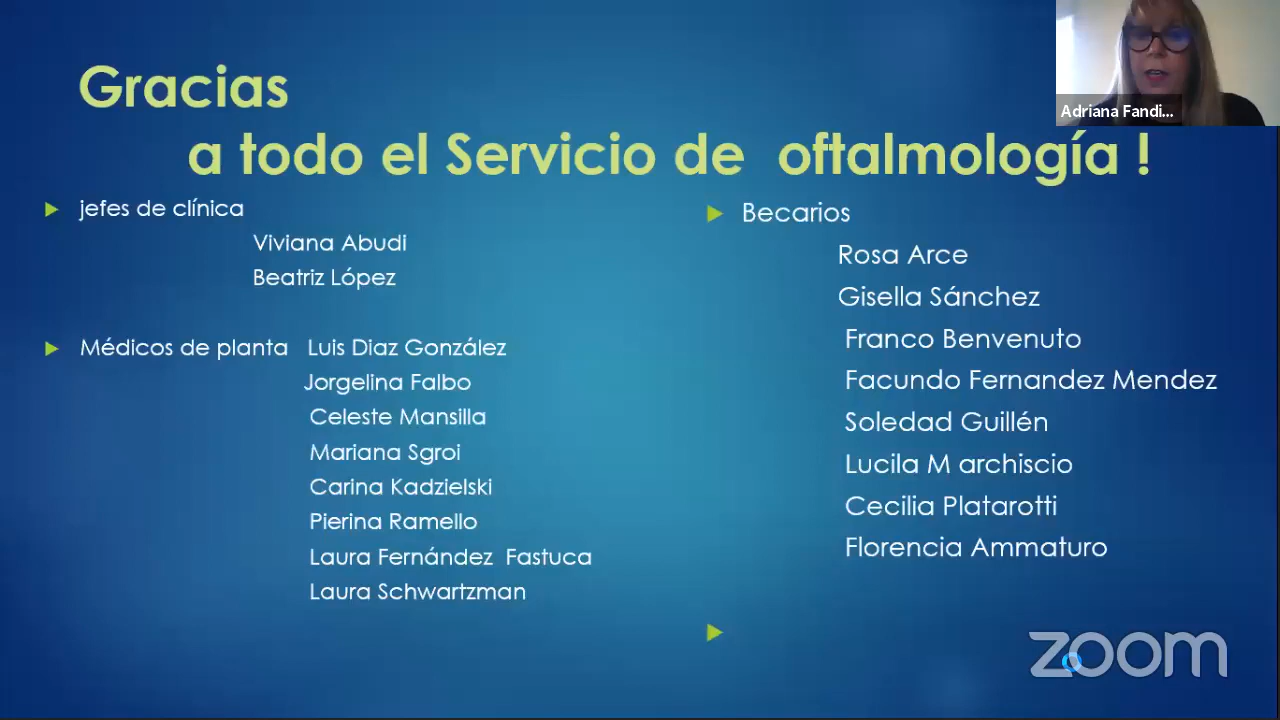 Gracias
a todo el Servicio de oftalmología !
jefes de clínica
Viviana Abudi
Beatriz López
Médicos de planta Luis Diaz González
Jorgelina Falbo
Celeste Mansilla
Mariana Sgroi
Carina Kadzielski
Pierina Ramello
Laura Fernández Fastuca
Laura Schwartzman
Becarios
Rosa Arce
Gisella Sánchez
Franco Benvenuto
Facundo Fernandez Mendez
Soledad Guillén
Lucila M archiscio
Cecilia Platarotti
Florencia Ammaturo
Adriana Fandi...
zoom